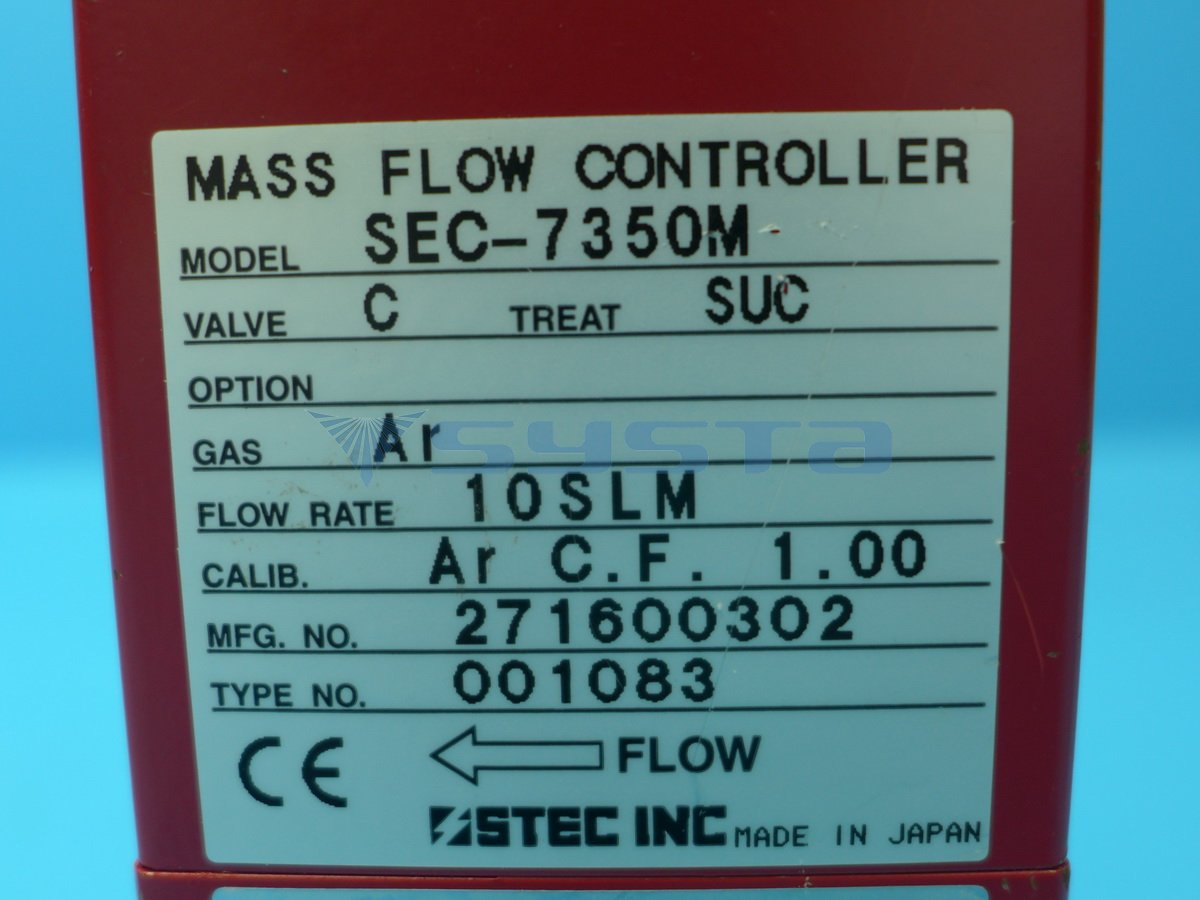 MASS FLOW CONTROLLER
MODEL SEC-7350M
VALVE C TREAT SUC
OPTION
GAS Ar
systa
FLOW RATE 10SLM
CALIB. Ar C.F. 1.00
MFG. NO. 271600302
TYPE NO. 001083
CE FLOW
STEC INC MADE IN JAPAN